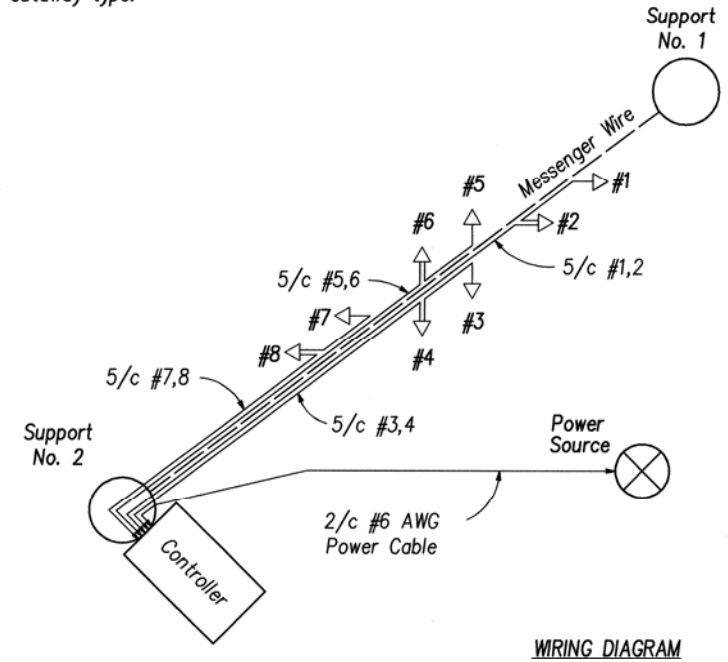 Support
No. 1
Messenger Wire
#1
#5
#2
#6
5/c #1,2
5/c #5,6
#3
#7
#4
#8
5/c #7,8
5/c #3,4
Support
No. 2
Power
Source
2/c #6 AWG
Power Cable
Controller
WIRING DIAGRAM